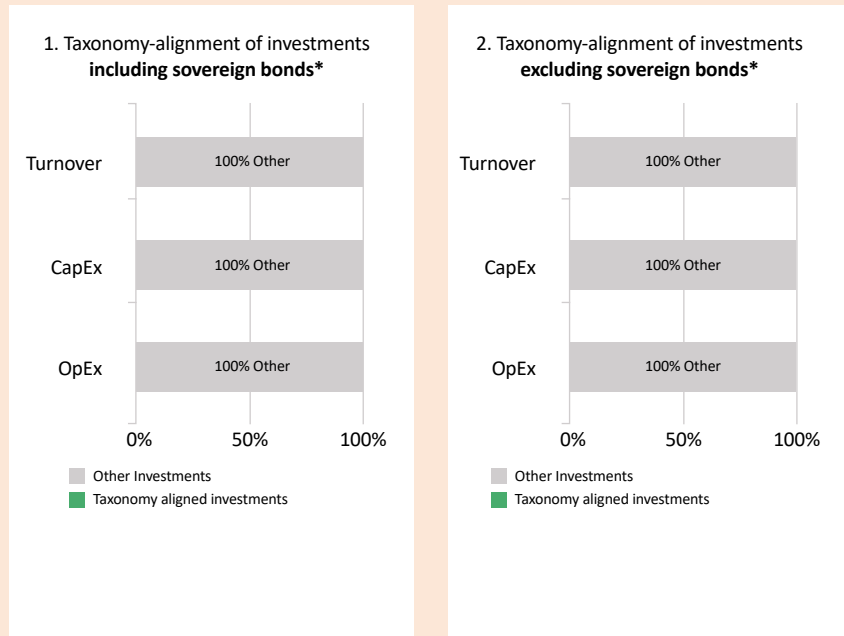 1. Taxonomy-alignment of investments
including sovereign bonds*
Turnover
100% Other
CapEx
100% Other
OpEx
100% Other
0%
50%
100%
Other Investments
Taxonomy aligned investments
2. Taxonomy-alignment of investments
excluding sovereign bonds*
Turnover
100% Other
CapEx
100% Other
OpEx
100% Other
0%
50%
100%
Other Investments
Taxonomy aligned investments